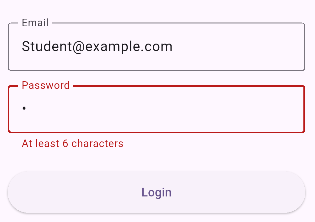 Email
Student@example.com
Password
•
At least 6 characters
Login